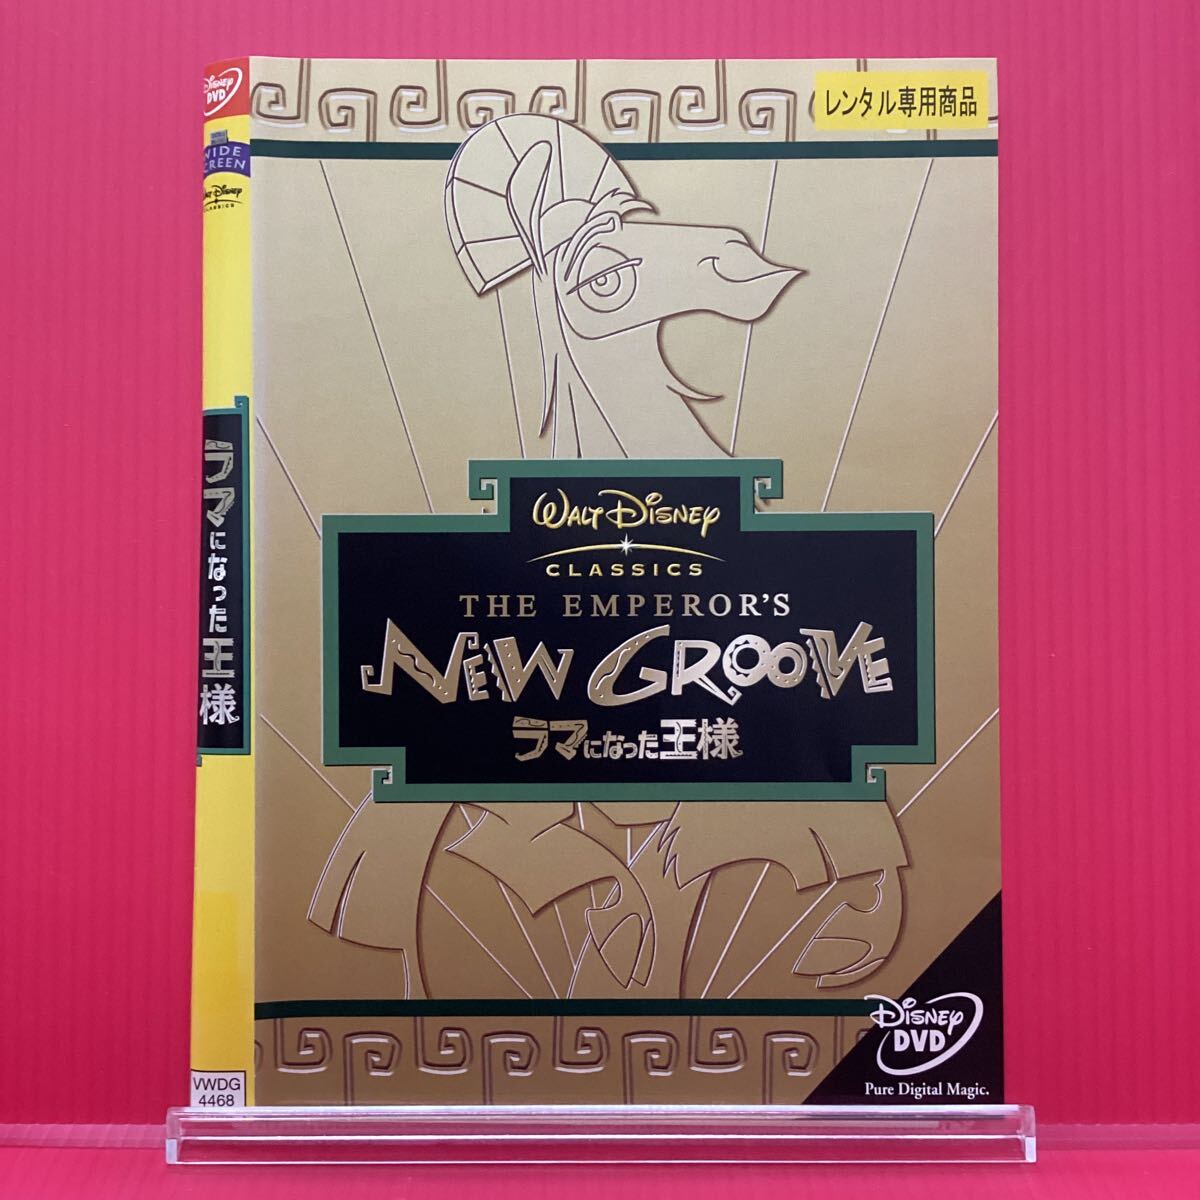 DISNEY
DVD
WIDE
SCREEN
WALT DISNEY
CLASSICS
ラマになった王様
VWDG
4468
レンタル専用商品
WALT DISNEY
CLASSICS
THE EMPEROR'S
NEW GROOVE
ラマになった王様
DISNEY
DVD
Pure Digital Magic.